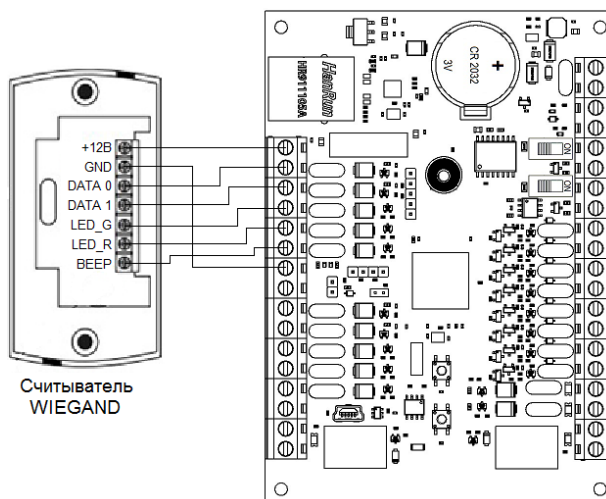 +12В
GND
DATA 0
DATA 1
LED_G
LED_R
BEEP
Считыватель
WIEGAND
HanRun
HR911105A
CR 2032
3V
+
ON
ON